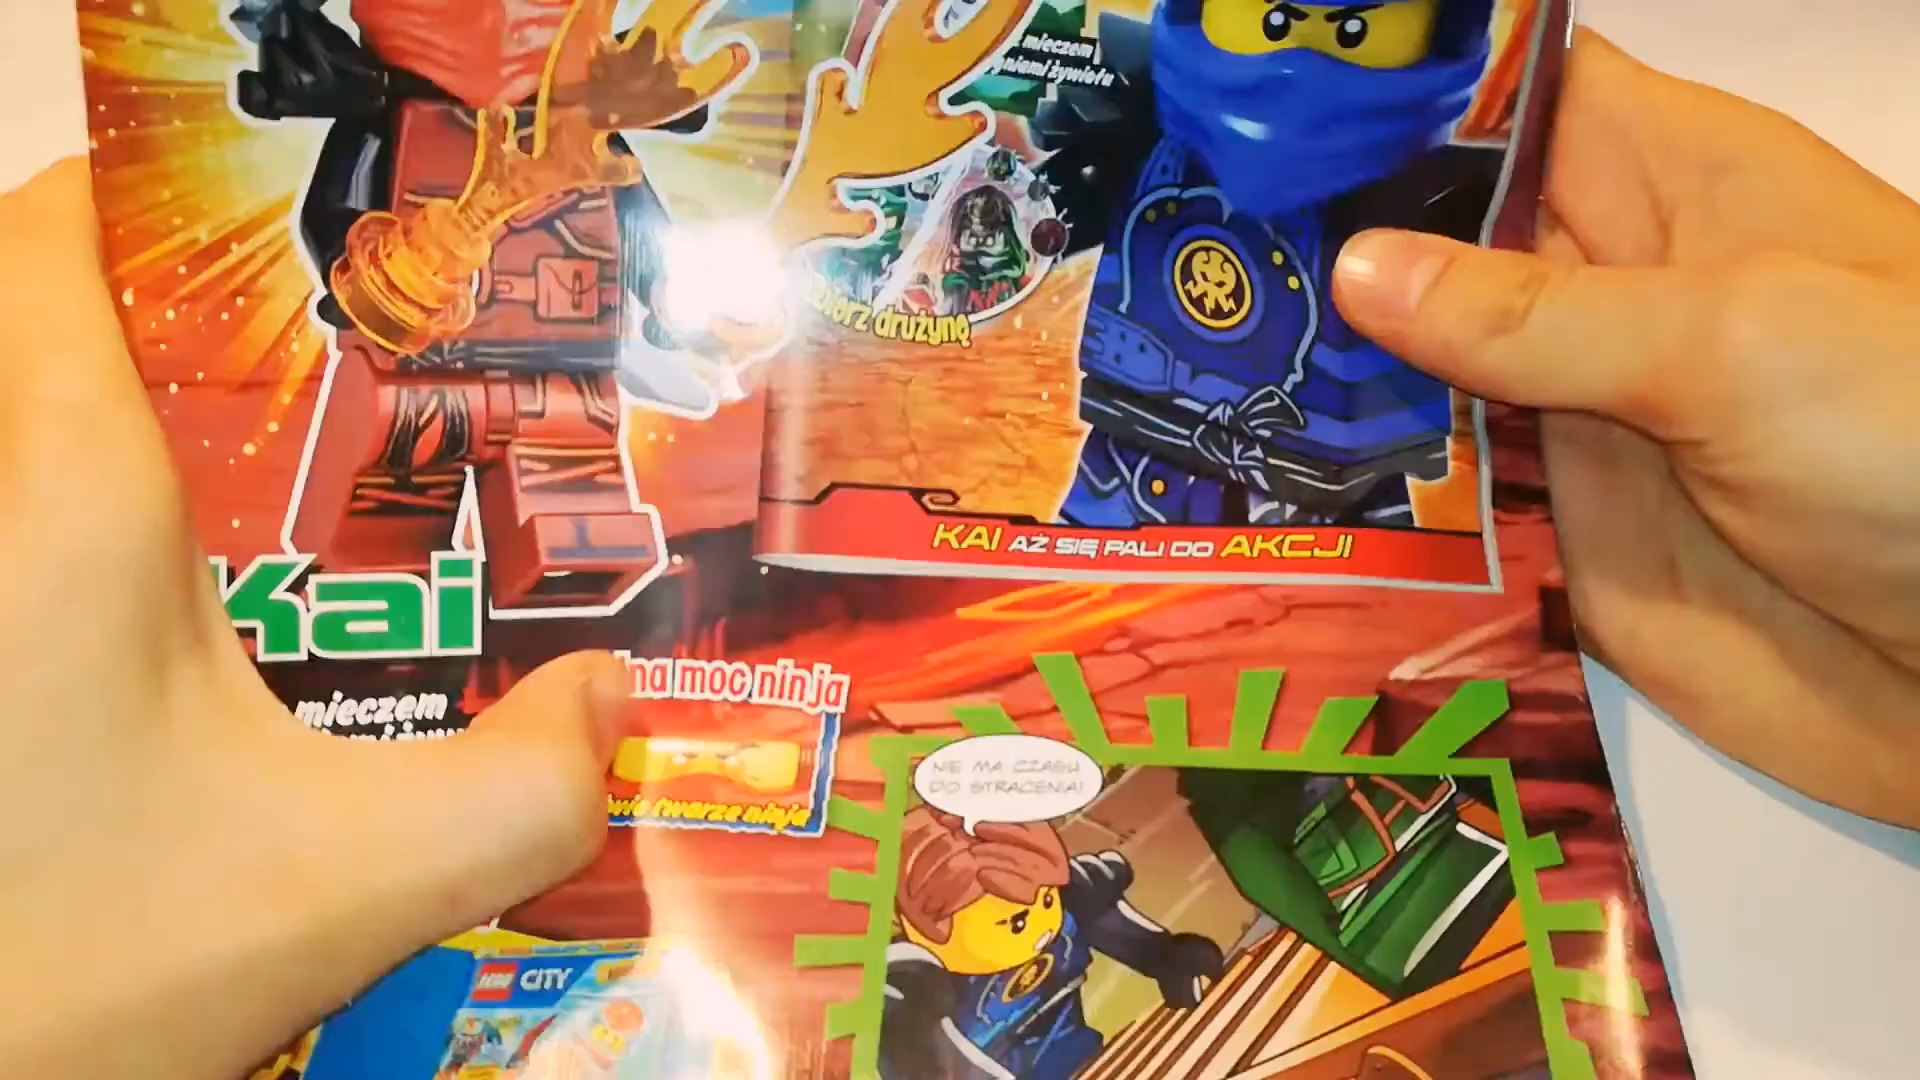 mieczem
żywiołu
drużynę
KAI AŻ SIĘ PALI DO AKCJI
Kai
moc ninja
mieczem
twarze ninja
NIE MA CZASU
DO STRACENIA!
LEGO CITY